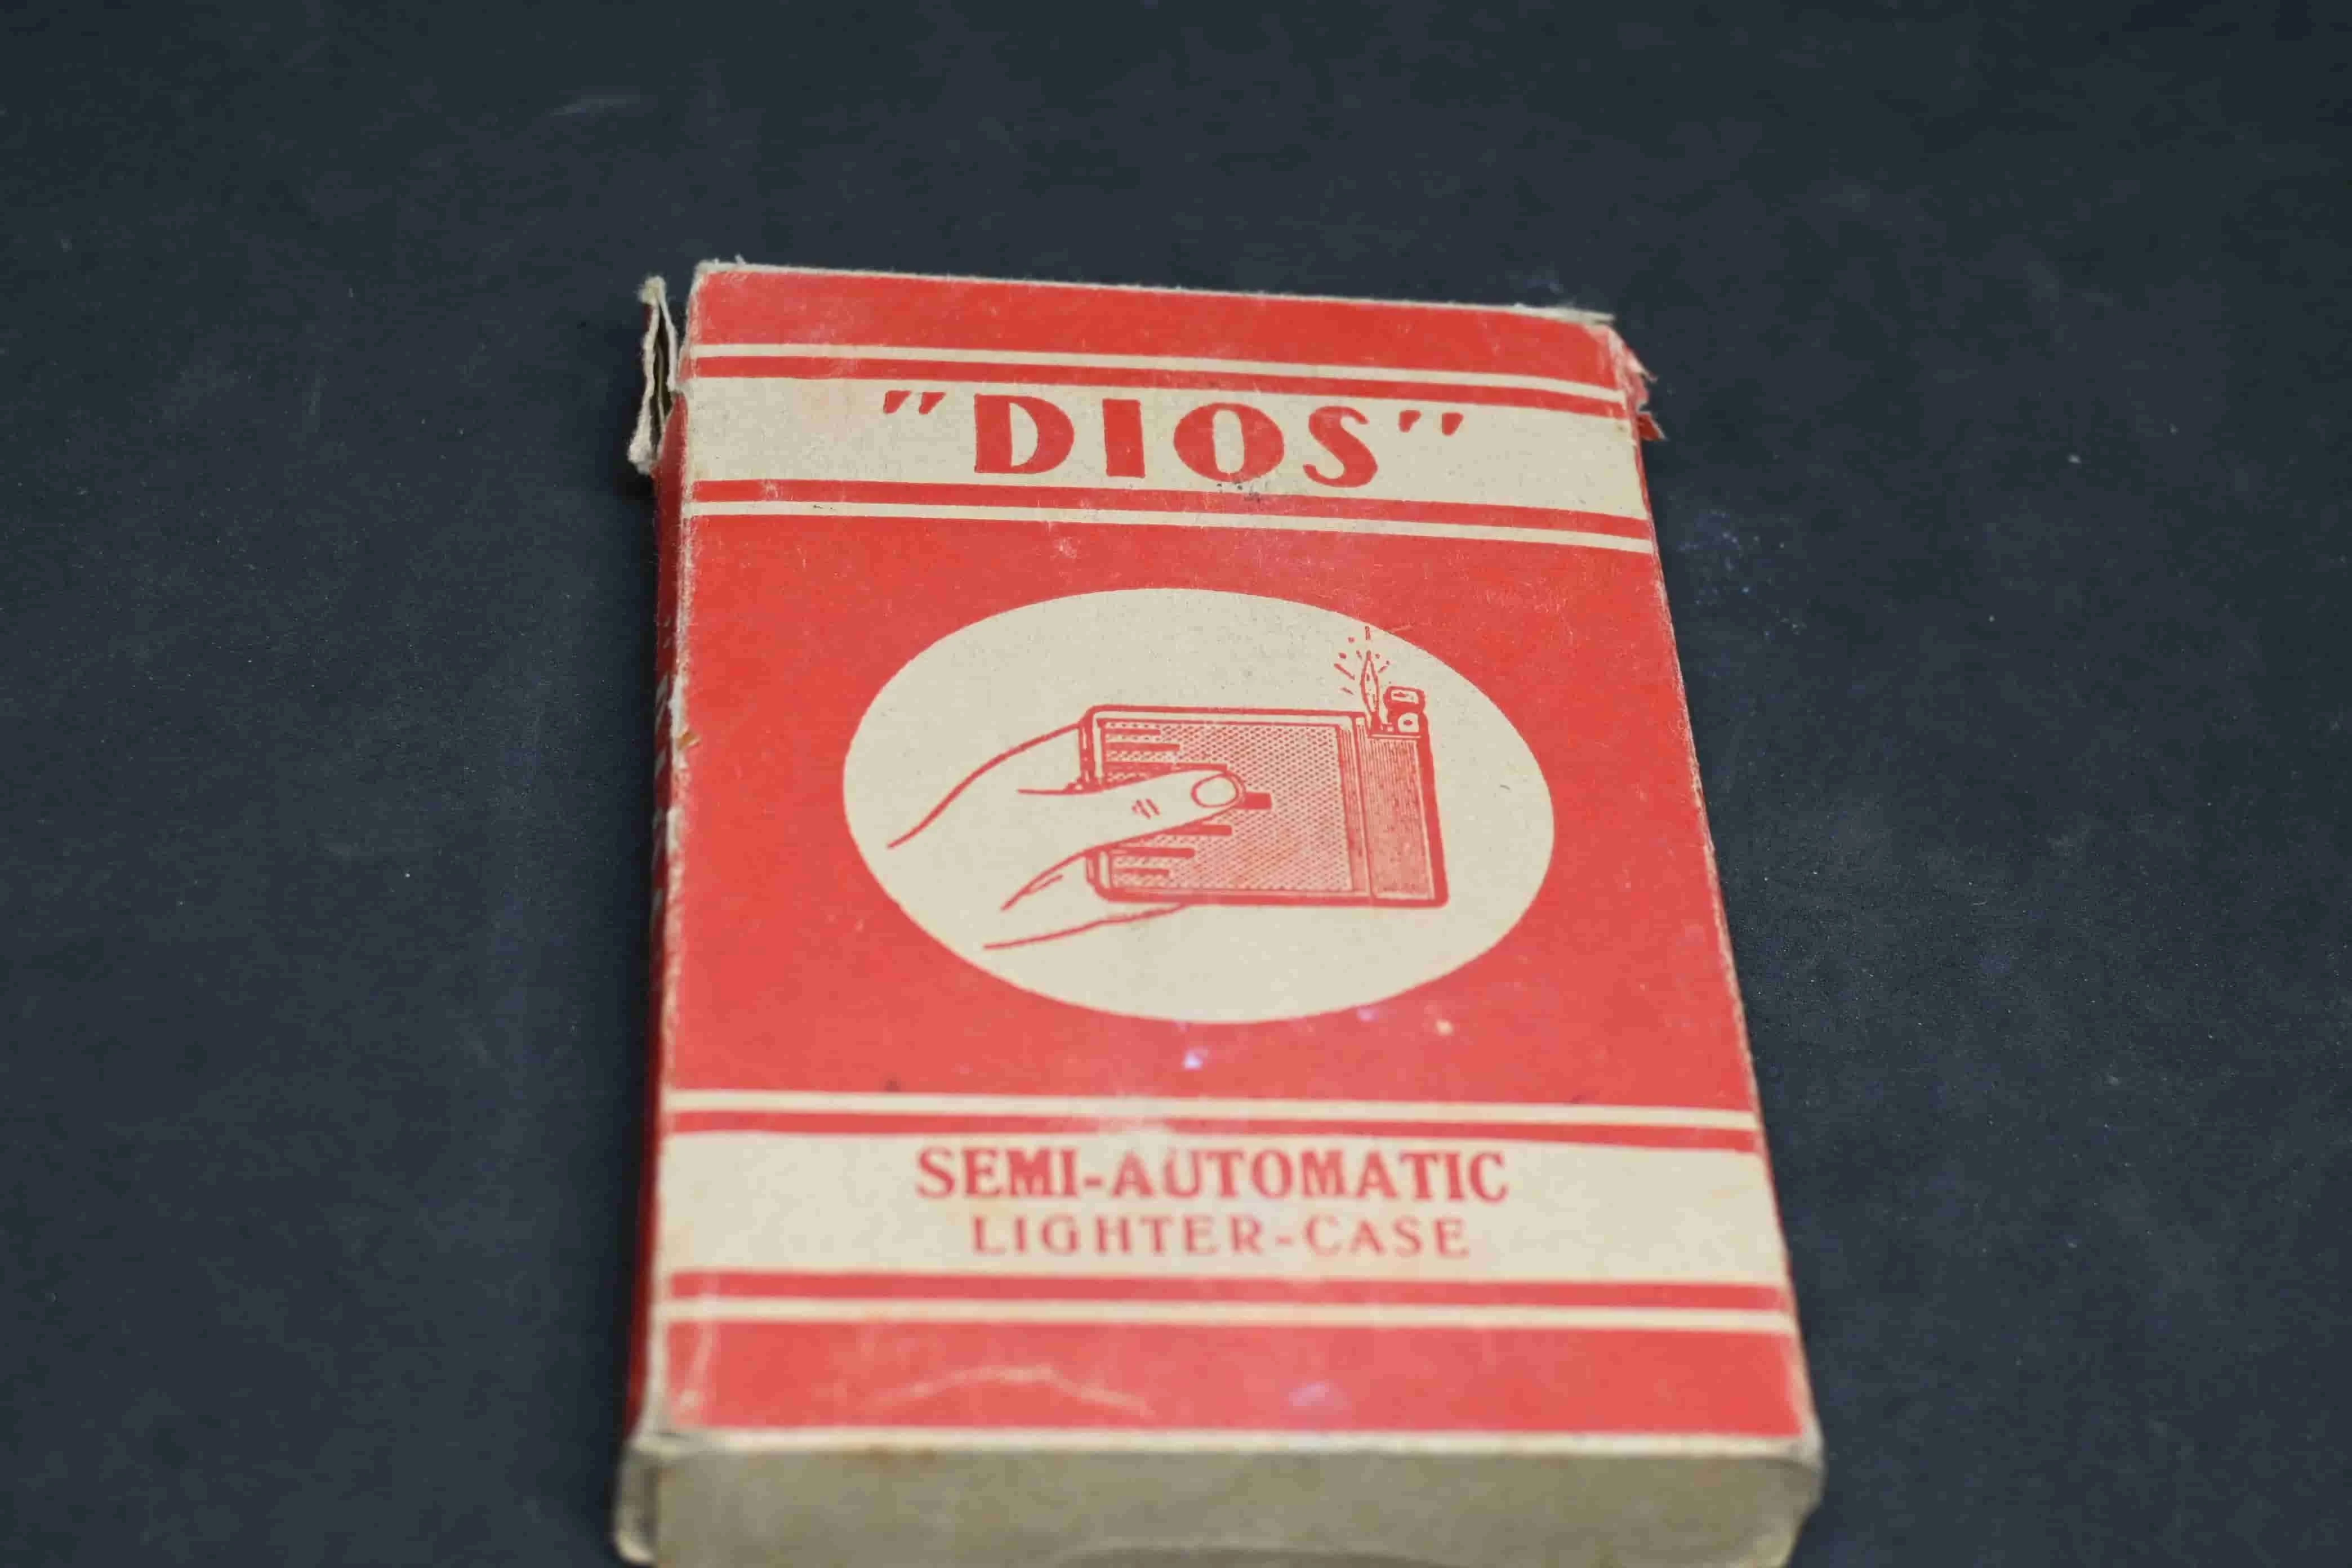 "DIOS"
SEMI-AUTOMATIC
LIGHTER-CASE